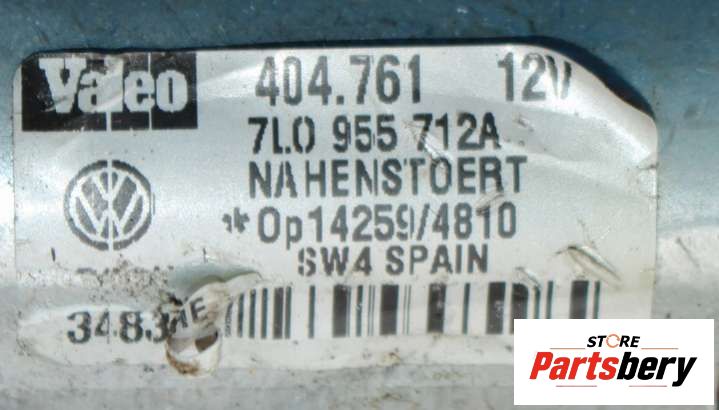 Valeo 404.761 12V
7L0 955 712A
NAHENSTOERT
*Op14259/4810
SW4 SPAIN
STORE
Partsbery